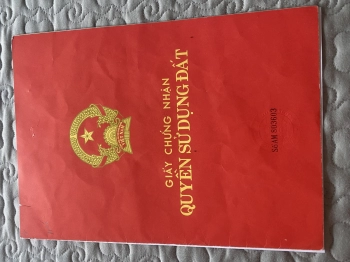 GIẤY CHỨNG NHẬN
QUYỀN SỬ DỤNG ĐẤT